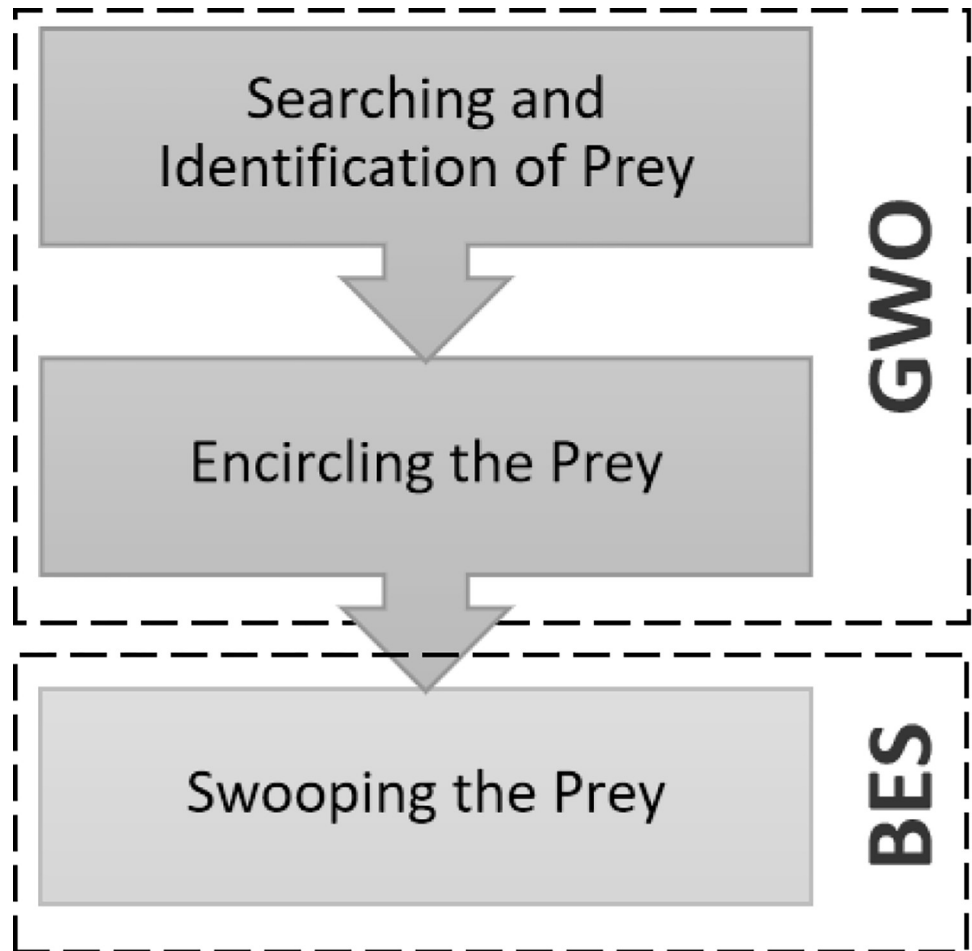 Searching and
Identification of Prey
GWO
Encircling the Prey
Swooping the Prey
BES